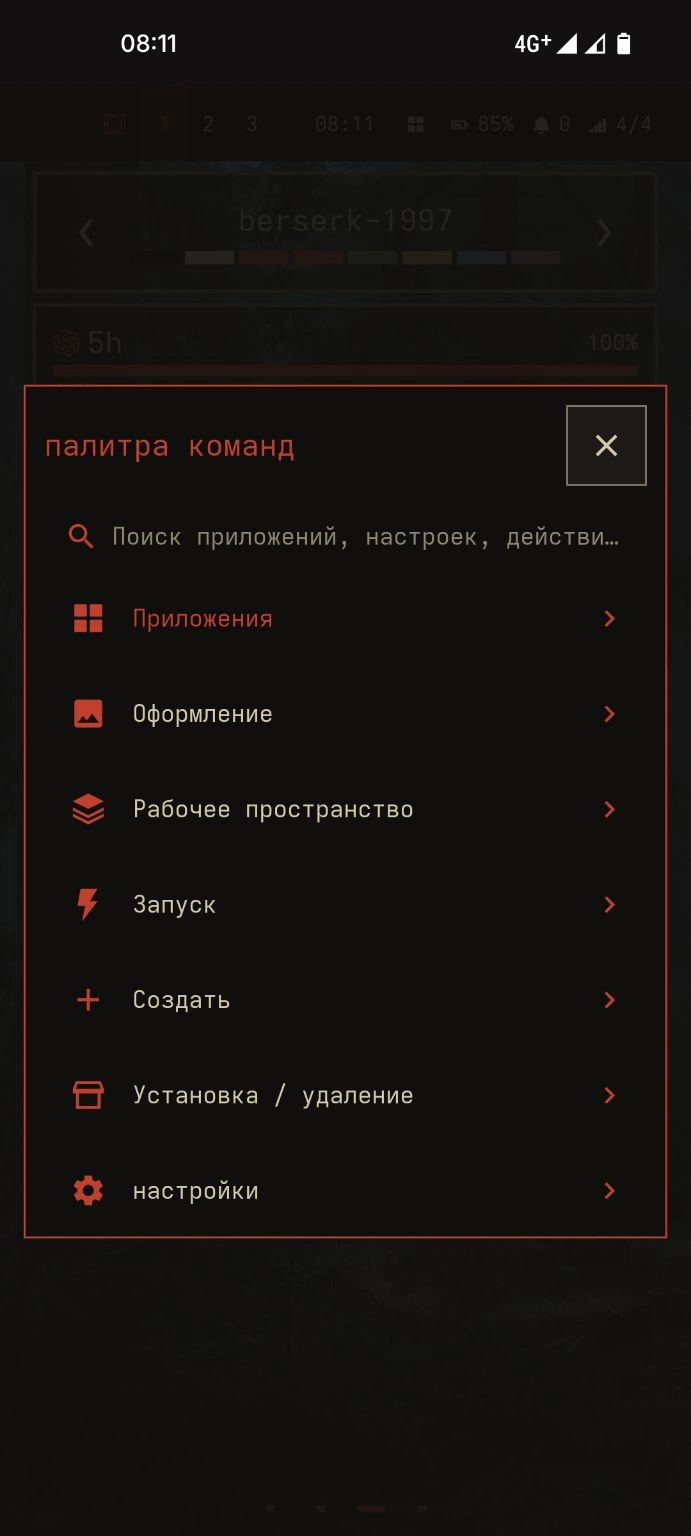 08:11
4G+
1 2 3 08:11 85% 0 4/4
berserk-1997
5h 100%
палитра команд
Поиск приложений, настроек, действи…
Приложения
Оформление
Рабочее пространство
Запуск
Создать
Установка / удаление
настройки